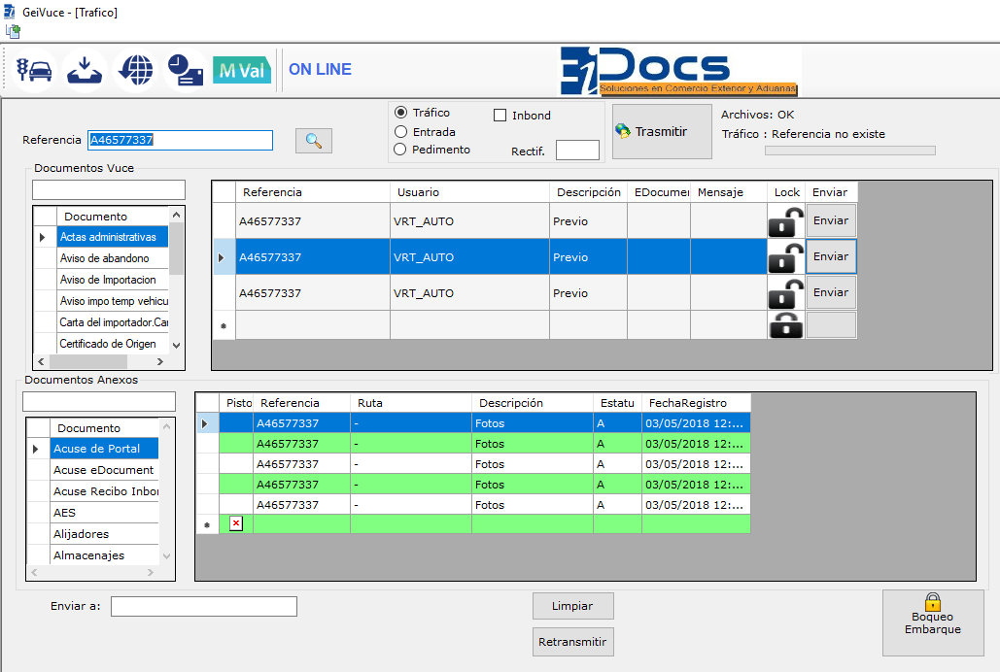 GeiVuce - [Trafico]
M Val
ON LINE
iDocs
Soluciones en Comercio Exterior y Aduanas
Referencia A46577337
Tráfico
Entrada
Pedimento
Inbond
Rectif.
Trasmitir
Archivos: OK
Tráfico : Referencia no existe
Documentos Vuce
Documento
Actas administrativas
Aviso de abandono
Aviso de Importacion
Aviso impo temp vehicu
Carta del importador.Car
Certificado de Origen
Referencia Usuario Descripción EDocumen Mensaje Lock Enviar
A46577337 VRT_AUTO Previo Enviar
A46577337 VRT_AUTO Previo Enviar
A46577337 VRT_AUTO Previo Enviar
Documentos Anexos
Documento
Acuse de Portal
Acuse eDocument
Acuse Recibo Inbon
AES
Alijadores
Almacenajes
Pisto Referencia Ruta Descripción Estatu FechaRegistro
A46577337 - Fotos A 03/05/2018 12:...
A46577337 - Fotos A 03/05/2018 12:...
A46577337 - Fotos A 03/05/2018 12:...
A46577337 - Fotos A 03/05/2018 12:...
A46577337 - Fotos A 03/05/2018 12:...
Enviar a:
Limpiar
Retransmitir
Boqueo
Embarque